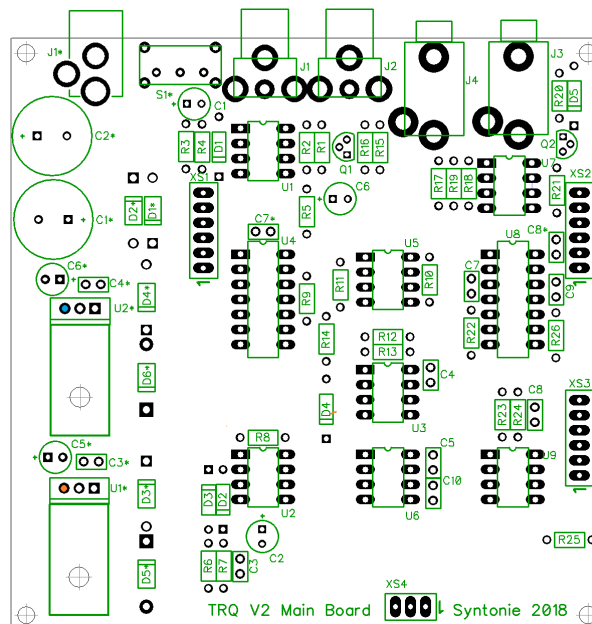 J1*
S1*
J1
J2
J4
J3
R20
D5
C2*
C1
R3
R4
D1
U1
R2
R1
Q1
R16
R15
Q2
U7
R17
R19
R18
XS1
XS2
C1*
D2*
D1*
R5
C6
R21
C7*
U4
U5
U8
C8*
C6*
C4*
D4*
R9
R11
R10
C7
C9
U2*
R14
R12
R13
R22
R26
D6*
D4
C4
U3
XS3
R23
R24
C8
C5*
C3*
R8
C5
C10
U9
U1*
D3*
D3
D2
U2
U6
C2
R25
D5*
R6
R7
C3
XS4
TRQ V2 Main Board
Syntonie 2018